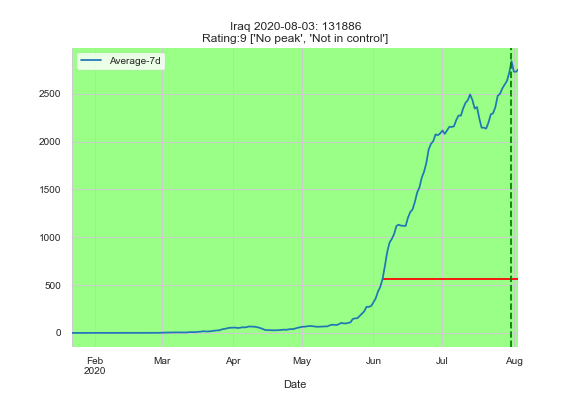 Iraq 2020-08-03: 131886
Rating:9 ['No peak', 'Not in control']
Average-7d
2500
2000
1500
1000
500
0
Feb
2020
Mar
Apr
May
Jun
Jul
Aug
Date